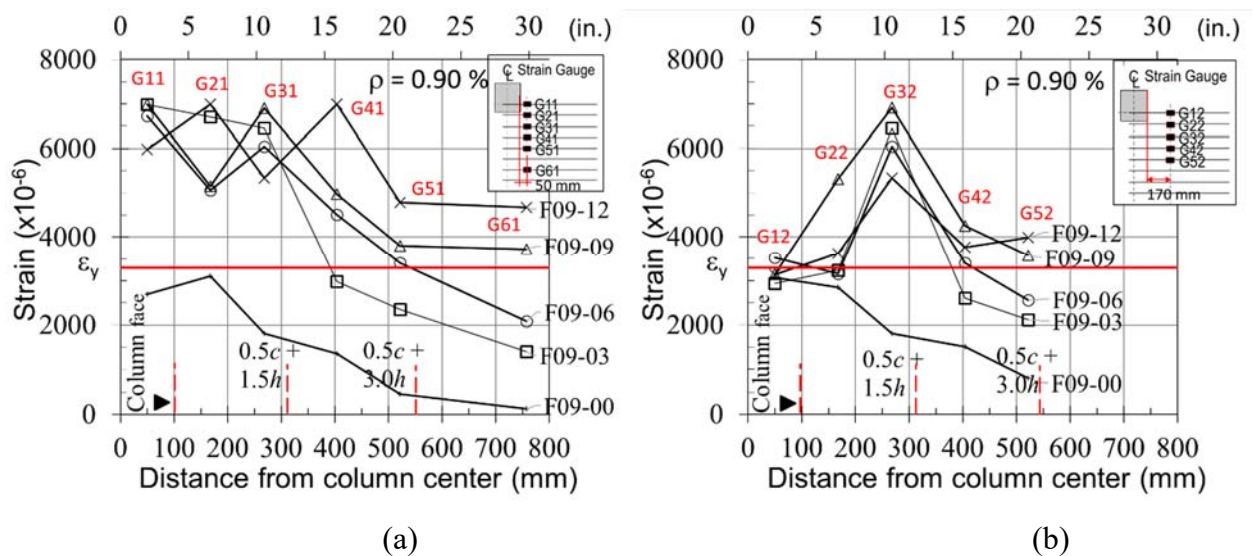 0 5 10 15 20 25 30 (in.)
8000
6000
4000
εy
2000
0
Strain (x10⁻⁶)
G11
G21
G31
G41
G51
G61
ρ = 0.90 %
℄ Strain Gauge
G11
G21
G31
G41
G51
G61
50 mm
F09-12
F09-09
F09-06
F09-03
F09-00
Column face
0.5c +
1.5h
0.5c +
3.0h
0 100 200 300 400 500 600 700 800
Distance from column center (mm)
(a)
0 5 10 15 20 25 30 (in.)
8000
6000
4000
εy
2000
0
Strain (x10⁻⁶)
G12
G22
G32
G42
G52
ρ = 0.90 %
℄ Strain Gauge
G12
G22
G32
G42
G52
170 mm
F09-12
F09-09
F09-06
F09-03
F09-00
Column face
0.5c +
1.5h
0.5c +
3.0h
0 100 200 300 400 500 600 700 800
Distance from column center (mm)
(b)